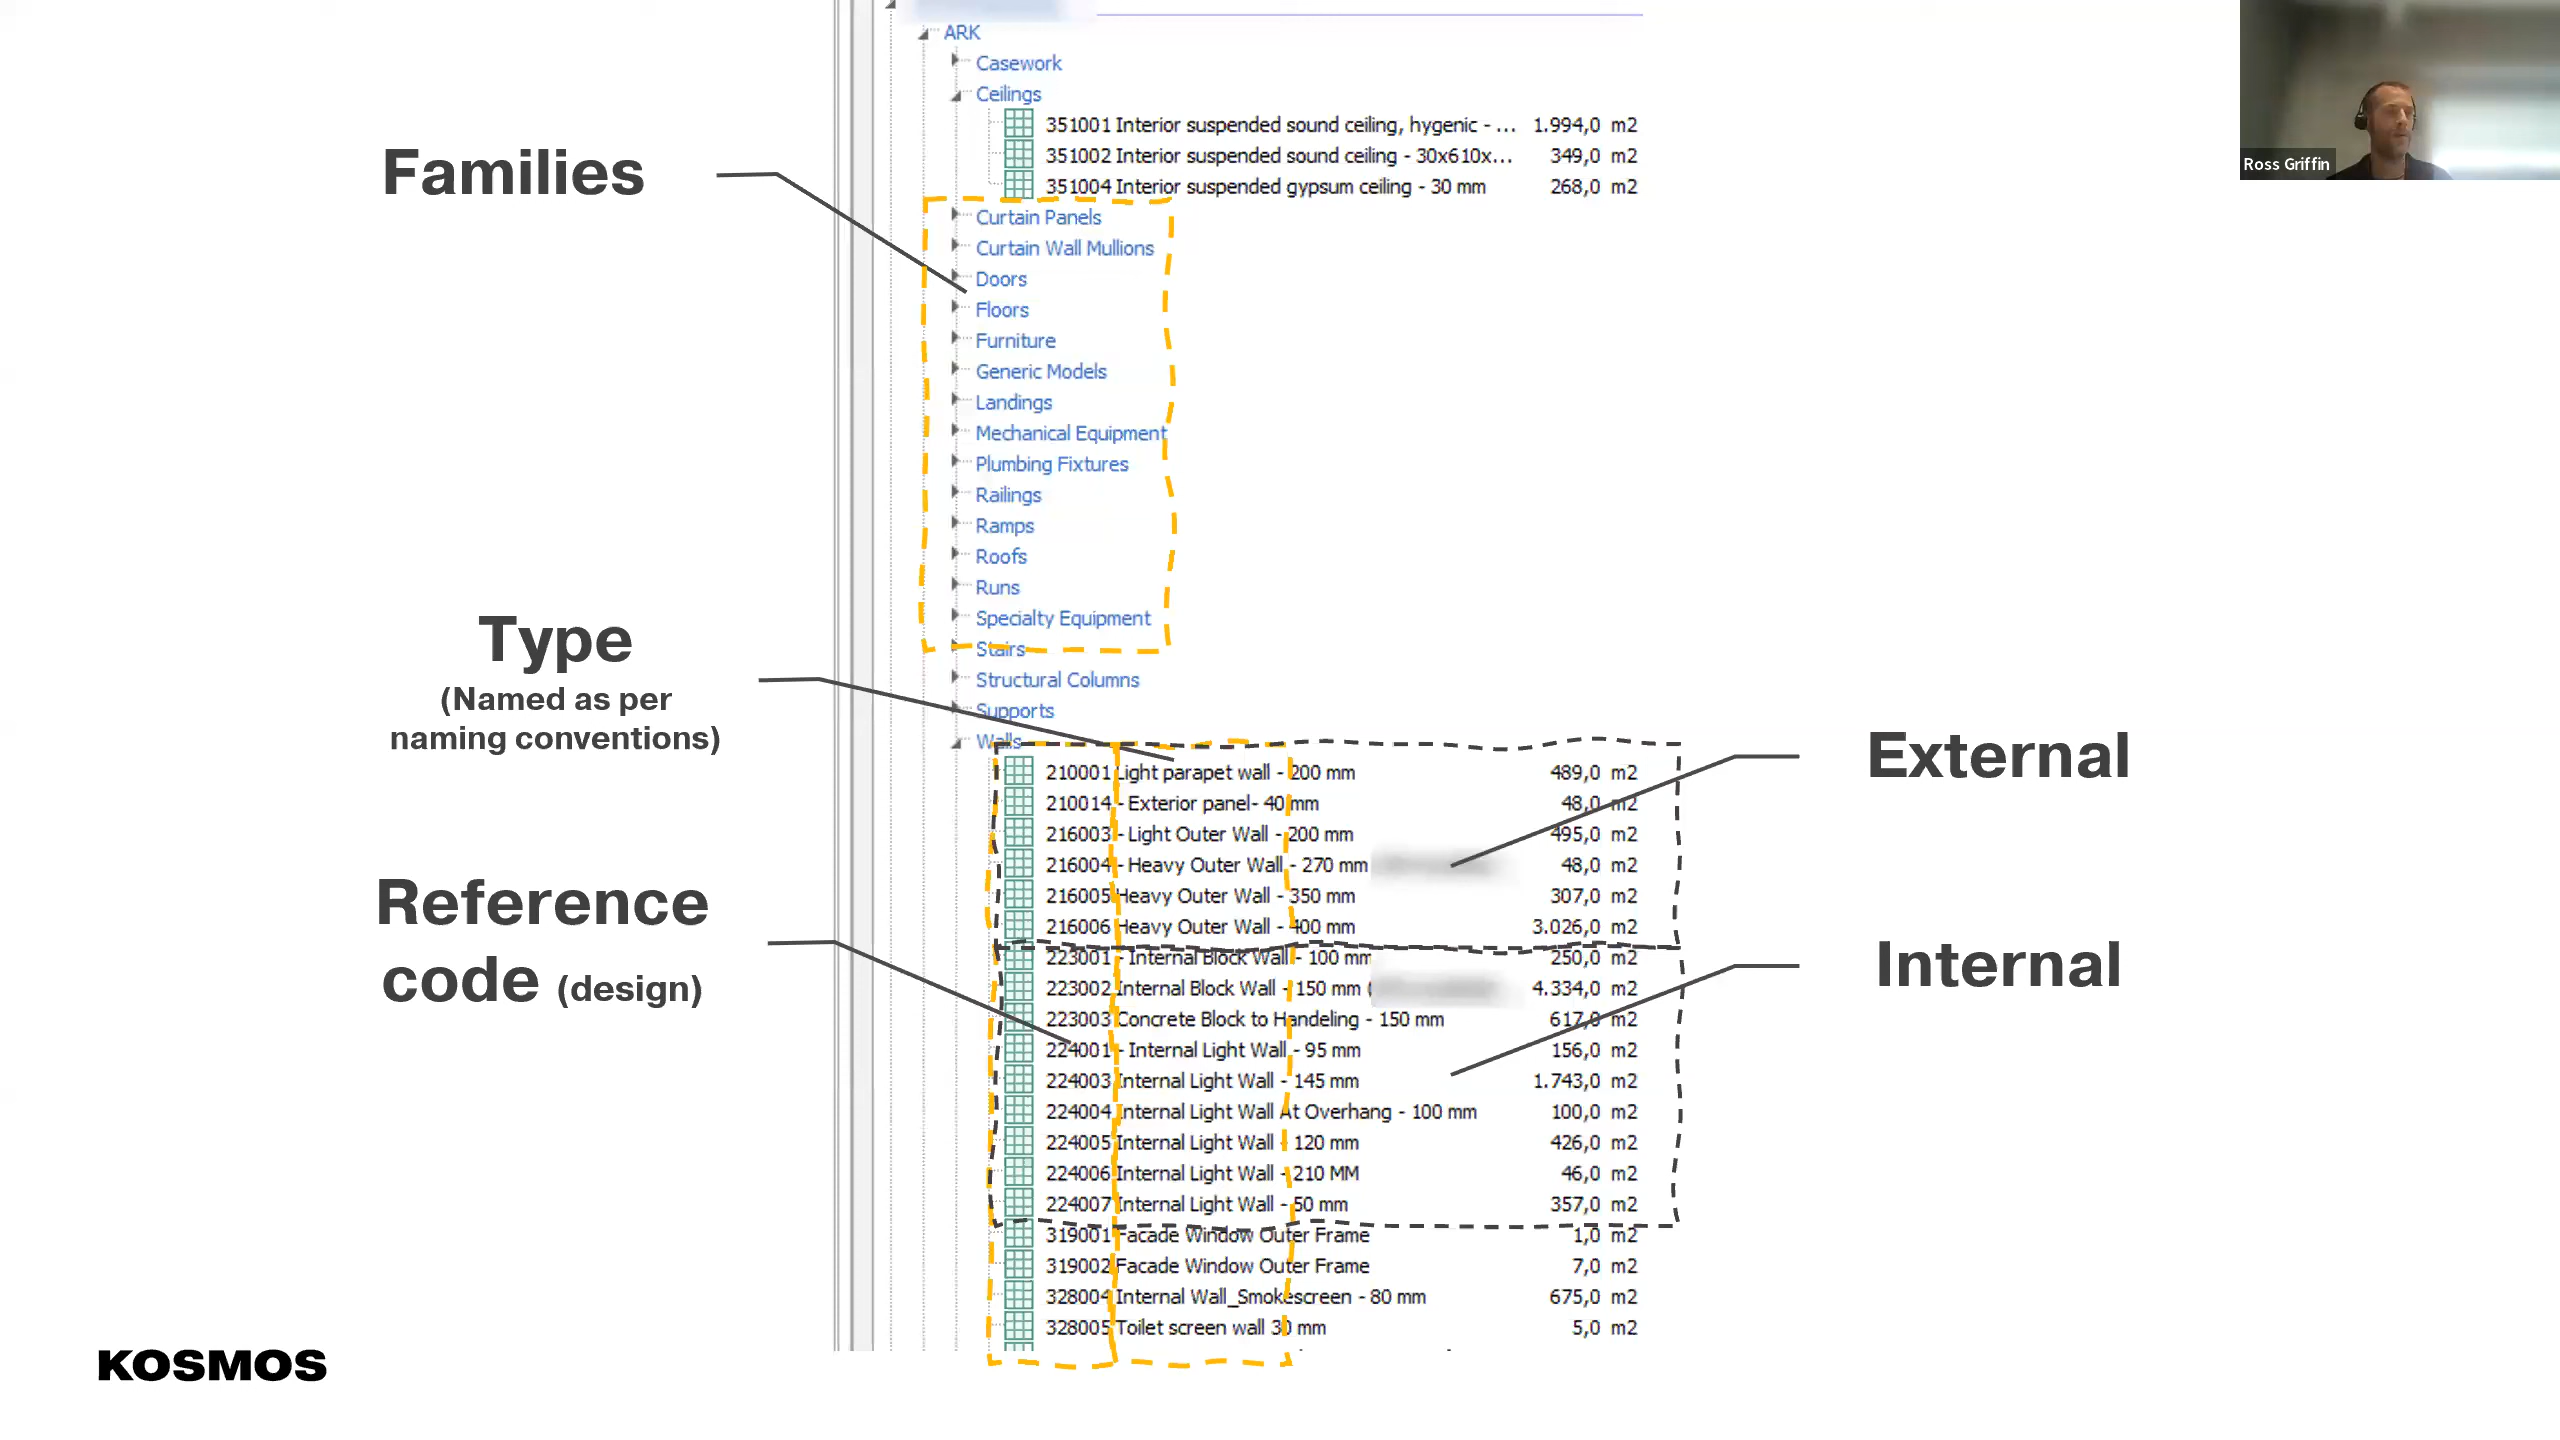 ARK
Casework
Ceilings
351001 Interior suspended sound ceiling, hygenic - ... 1.994,0 m2
351002 Interior suspended sound ceiling - 30x610x... 349,0 m2
351004 Interior suspended gypsum ceiling - 30 mm 268,0 m2
Ross Griffin
Families
Curtain Panels
Curtain Wall Mullions
Doors
Floors
Furniture
Generic Models
Landings
Mechanical Equipment
Plumbing Fixtures
Railings
Ramps
Roofs
Runs
Specialty Equipment
Stairs
Structural Columns
Supports
Walls
Type
(Named as per
naming conventions)
210001 Light parapet wall - 200 mm 489,0 m2
210014 - Exterior panel- 40 mm 48,0 m2
216003 - Light Outer Wall - 200 mm 495,0 m2
216004 - Heavy Outer Wall - 270 mm 48,0 m2
216005 Heavy Outer Wall - 350 mm 307,0 m2
216006 Heavy Outer Wall - 400 mm 3.026,0 m2
External
Reference
code (design)
223001 - Internal Block Wall - 100 mm 250,0 m2
223002 Internal Block Wall - 150 mm ( 4.334,0 m2
223003 Concrete Block to Handeling - 150 mm 617,0 m2
224001 - Internal Light Wall - 95 mm 156,0 m2
224003 Internal Light Wall - 145 mm 1.743,0 m2
224004 Internal Light Wall At Overhang - 100 mm 100,0 m2
224005 Internal Light Wall - 120 mm 426,0 m2
224006 Internal Light Wall - 210 MM 46,0 m2
224007 Internal Light Wall - 50 mm 357,0 m2
Internal
319001 Facade Window Outer Frame 1,0 m2
319002 Facade Window Outer Frame 7,0 m2
328004 Internal Wall_Smokescreen - 80 mm 675,0 m2
328005 Toilet screen wall 30 mm 5,0 m2
KOSMOS